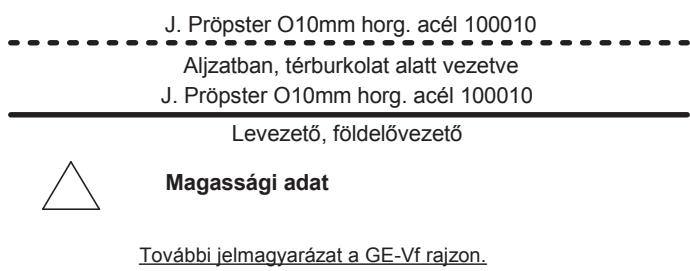 J. Pröpster O10mm horg. acél 100010
Aljzatban, térburkolat alatt vezetve
J. Pröpster O10mm horg. acél 100010
Levezető, földelővezető
Magassági adat
További jelmagyarázat a GE-Vf rajzon.